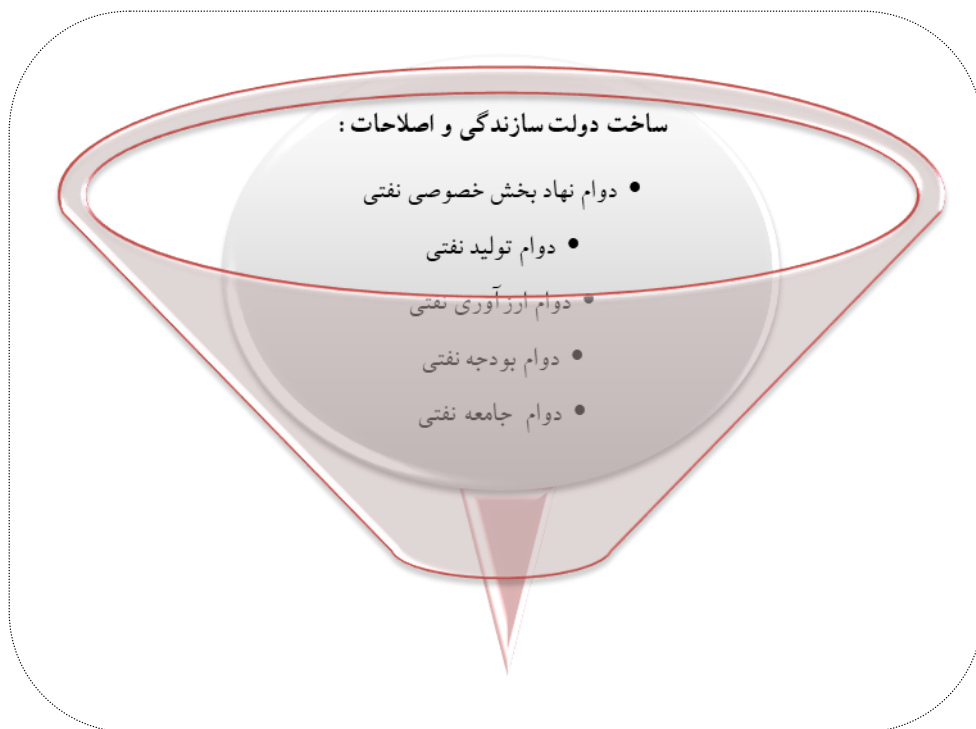 ساخت دولت سازندگی و اصلاحات :
• دوام نهاد بخش خصوصی نفتی
• دوام تولید نفتی
• دوام ارزآوری نفتی
• دوام بودجه نفتی
• دوام جامعه نفتی